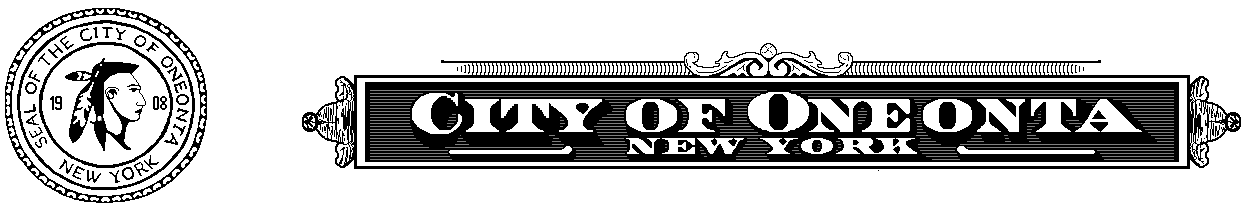 SEAL OF THE CITY OF ONEONTA
19 08
NEW YORK
CITY OF ONEONTA
NEW YORK